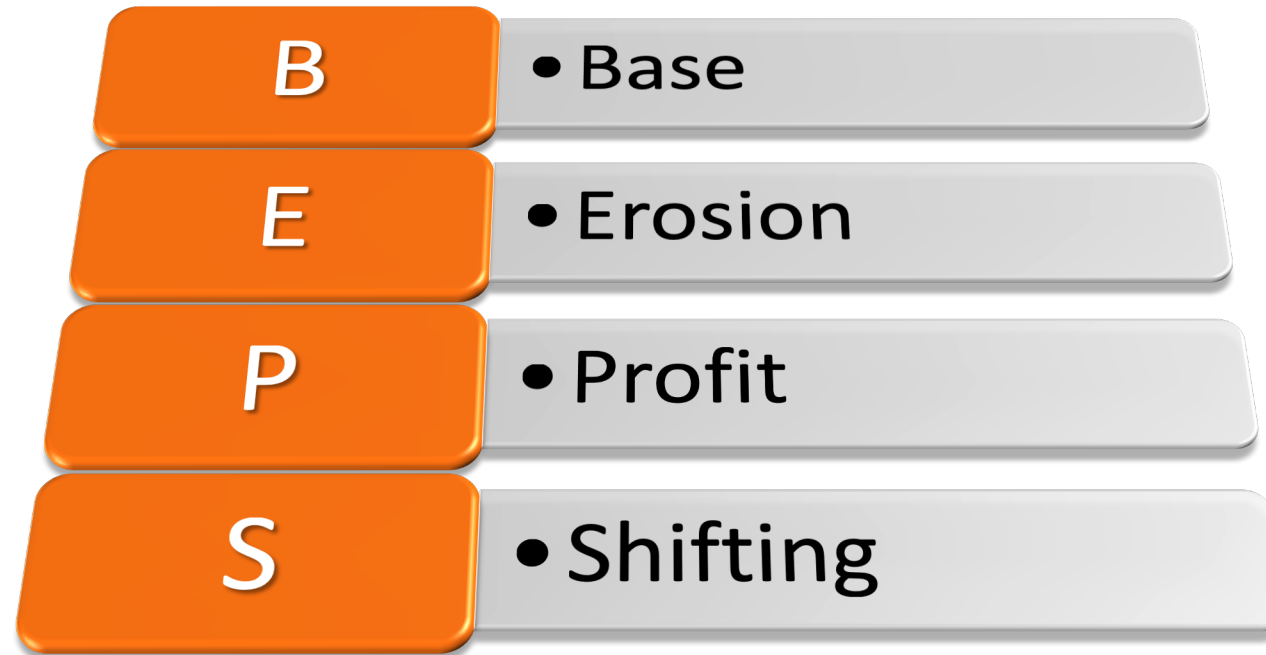 B • Base
E • Erosion
P • Profit
S • Shifting